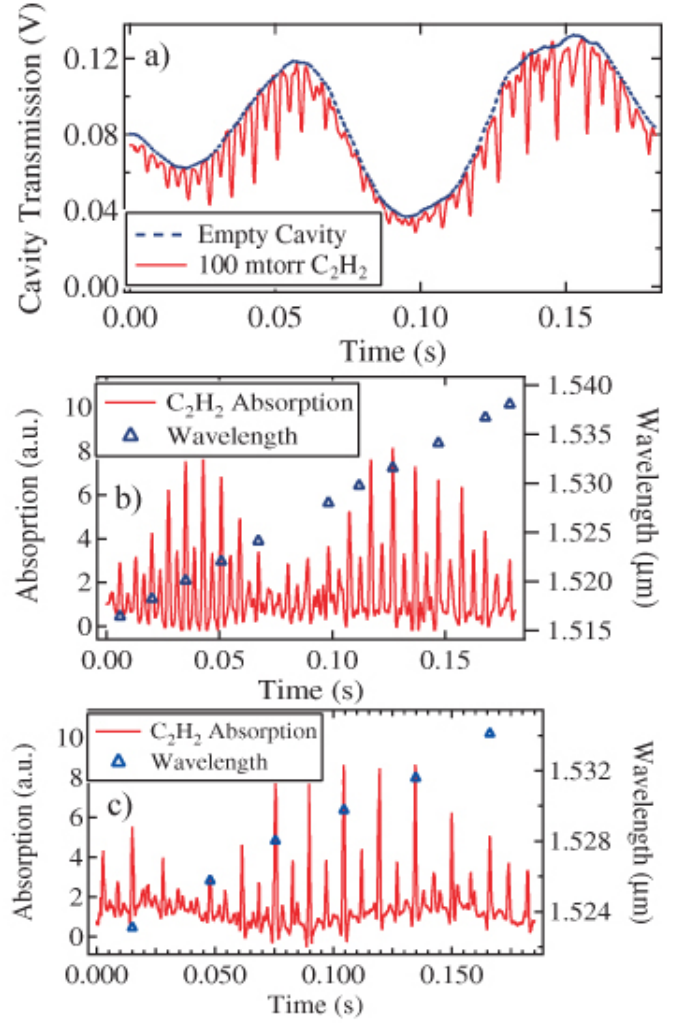 a)
Cavity Transmission (V)
0.12
0.08
0.04
0.00
Empty Cavity
100 mtorr C₂H₂
0.00 0.05 0.10 0.15
Time (s)
b)
Absoprtion (a.u.)
10
8
6
4
2
0
C₂H₂ Absorption
Wavelength
1.540
1.535
1.530
1.525
1.520
1.515
Wavelength (μm)
0.00 0.05 0.10 0.15
Time (s)
c)
Absorption (a.u.)
10
8
6
4
2
0
C₂H₂ Absorption
Wavelength
1.532
1.528
1.524
Wavelength (μm)
0.000 0.050 0.100 0.150
Time (s)